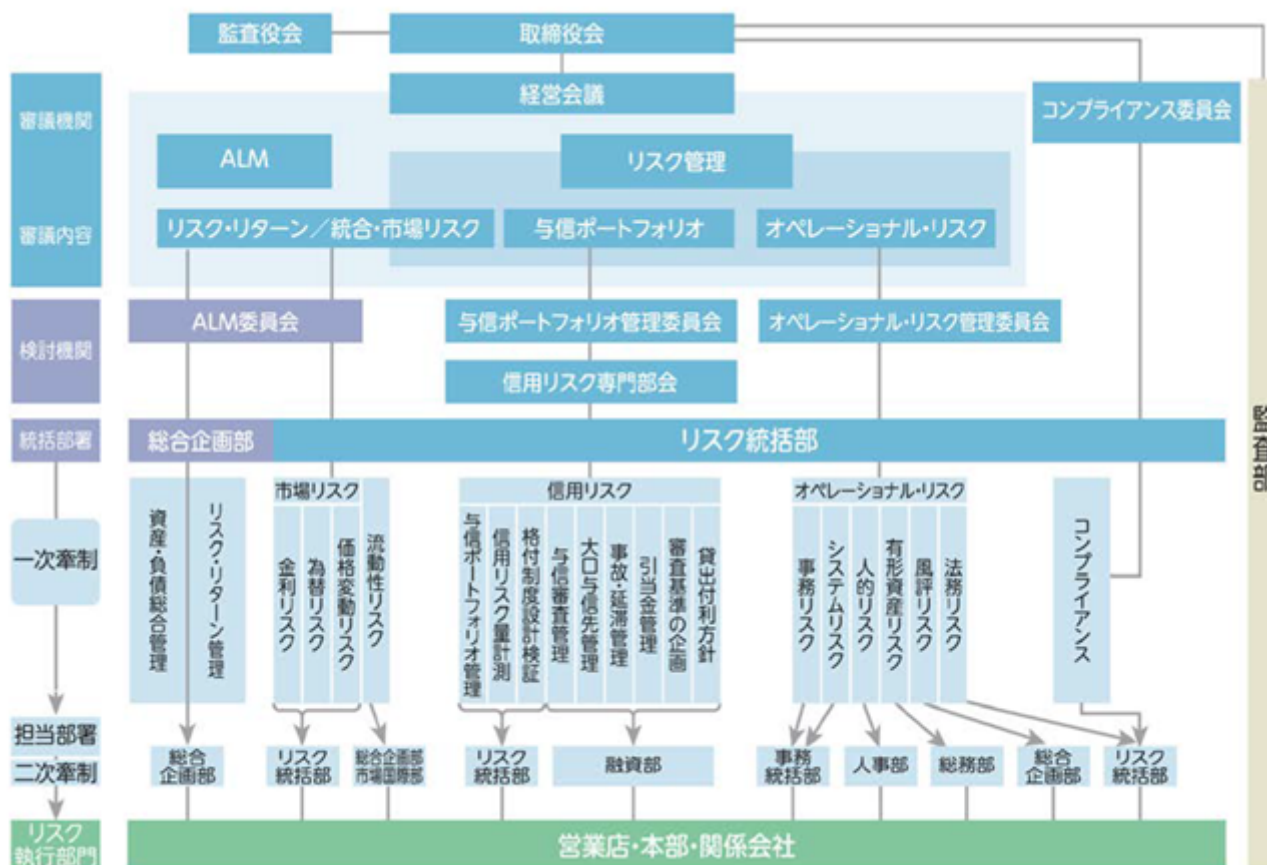 監査役会
取締役会
経営会議
審議機関
コンプライアンス委員会
ALM
リスク管理
審議内容
リスク・リターン／統合・市場リスク
与信ポートフォリオ
オペレーショナル・リスク
検討機関
ALM委員会
与信ポートフォリオ管理委員会
オペレーショナル・リスク管理委員会
信用リスク専門部会
統括部署
総合企画部
リスク統括部
監査部
一次牽制
資産・負債総合管理
リスク・リターン管理
市場リスク
金利リスク
為替リスク
価格変動リスク
流動性リスク
信用リスク
与信ポートフォリオ管理
信用リスク量計測
格付制度設計検証
与信審査管理
大口与信先管理
事故・延滞管理
引当金管理
審査基準の企画
貸出付利方針
オペレーショナル・リスク
事務リスク
システムリスク
人的リスク
有形資産リスク
風評リスク
法務リスク
コンプライアンス
担当部署
二次牽制
総合
企画部
リスク
統括部
総合企画部
市場国際部
リスク
統括部
融資部
事務
統括部
人事部
総務部
総合
企画部
リスク
統括部
リスク
執行部門
営業店・本部・関係会社